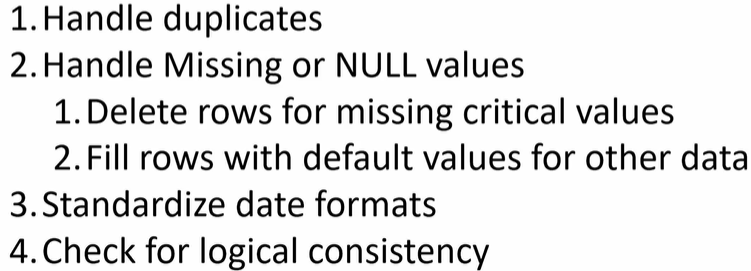 1. Handle duplicates
2. Handle Missing or NULL values
1. Delete rows for missing critical values
2. Fill rows with default values for other data
3. Standardize date formats
4. Check for logical consistency